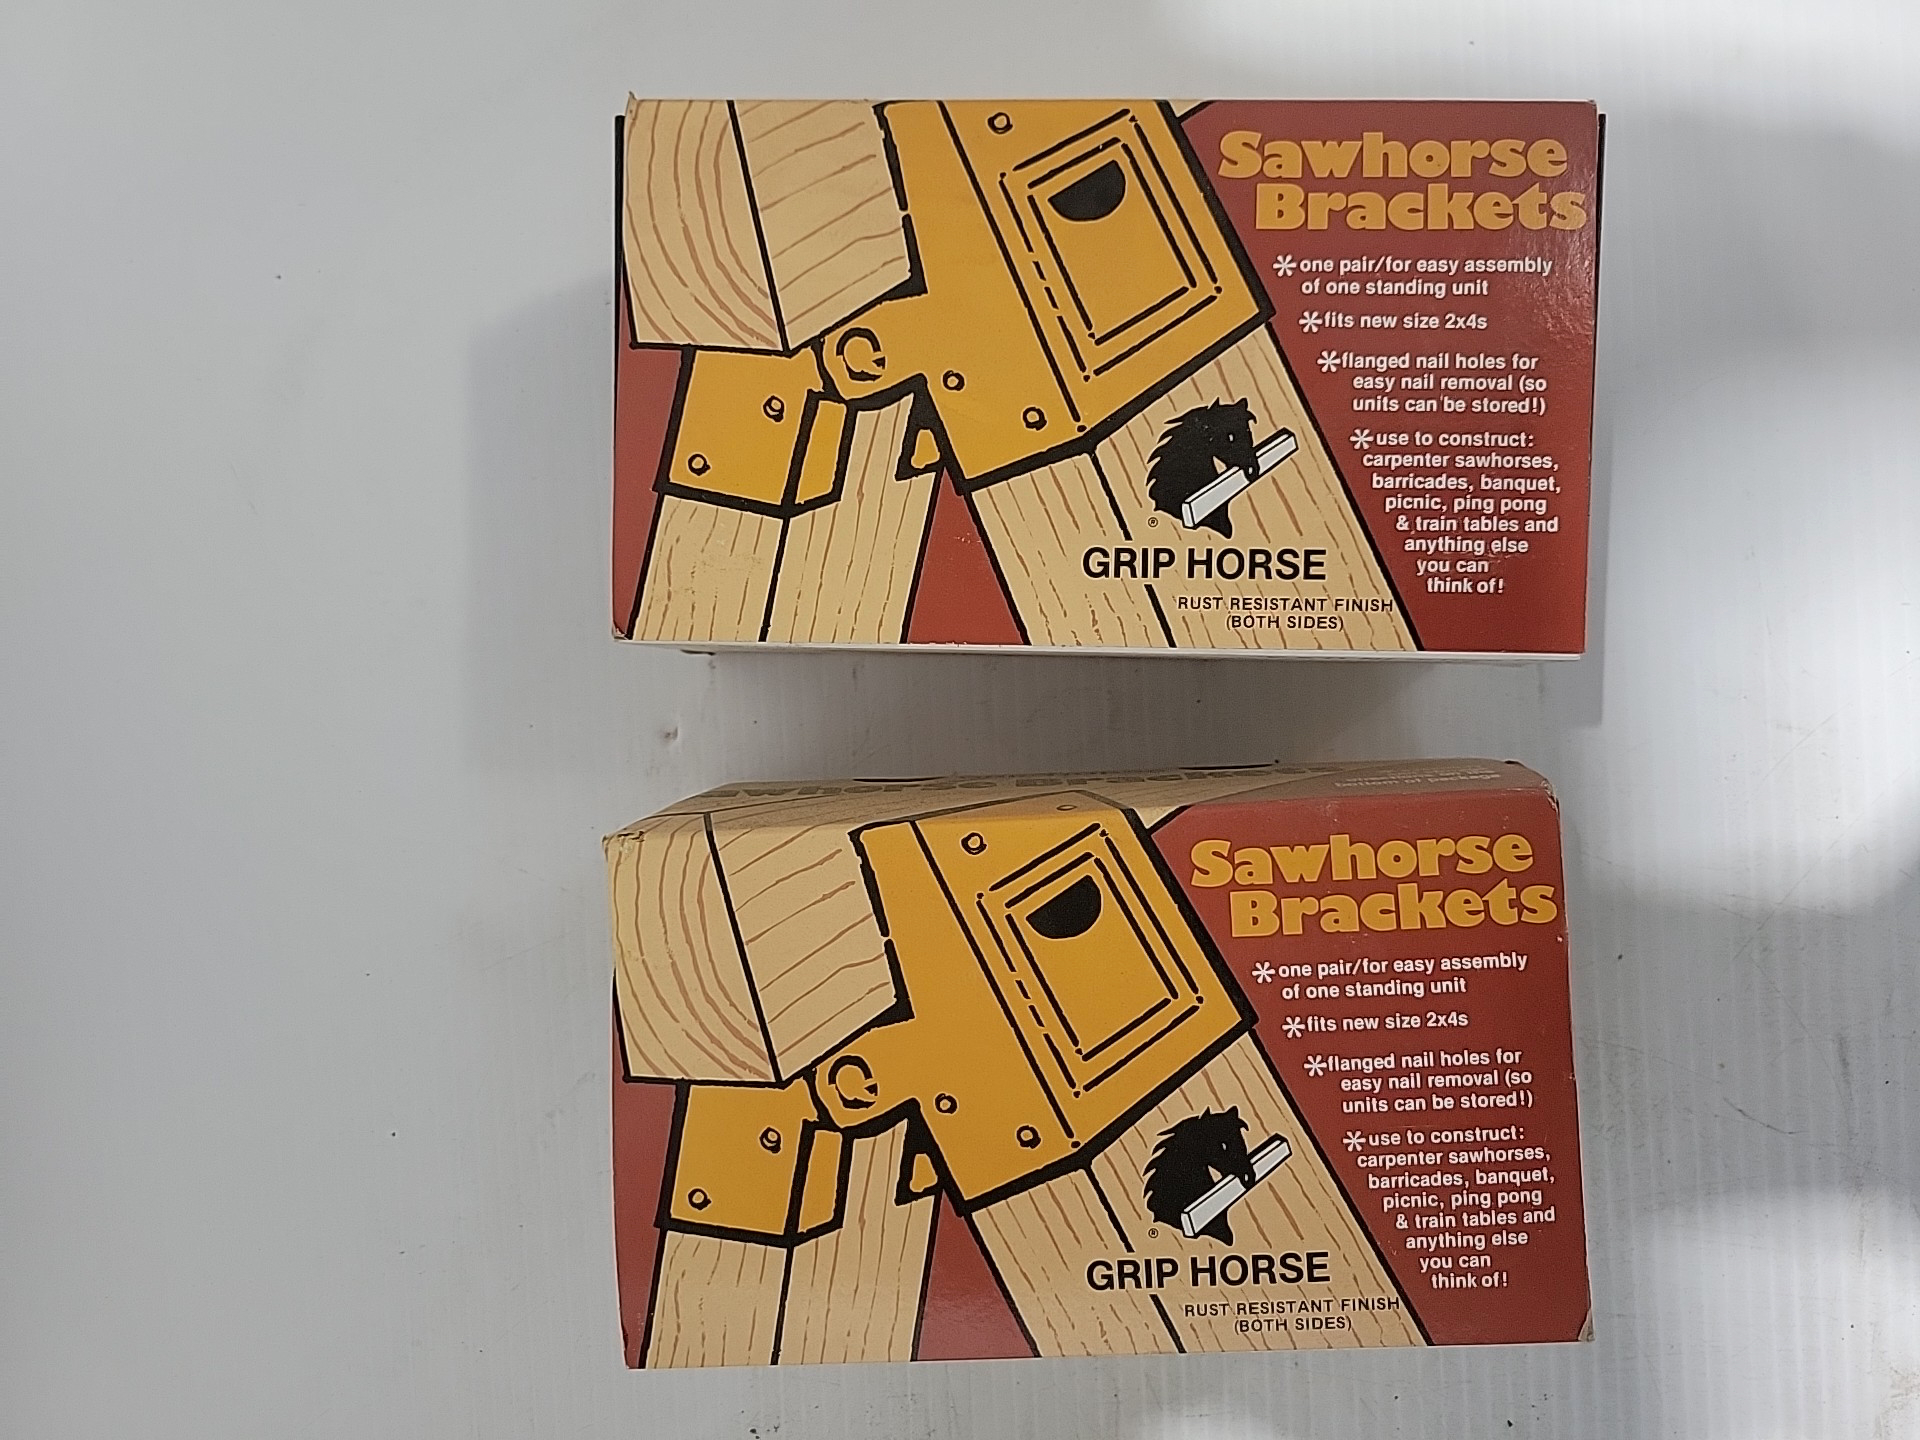 Sawhorse
Brackets
* one pair/for easy assembly
of one standing unit
* fits new size 2x4s
* flanged nail holes for
easy nail removal (so
units can be stored!)
* use to construct:
carpenter sawhorses,
barricades, banquet,
picnic, ping pong
& train tables and
anything else
you can
think of!
®
GRIP HORSE
RUST RESISTANT FINISH
(BOTH SIDES)
Sawhorse Brackets
bottom of package
Sawhorse
Brackets
* one pair/for easy assembly
of one standing unit
* fits new size 2x4s
* flanged nail holes for
easy nail removal (so
units can be stored!)
* use to construct:
carpenter sawhorses,
barricades, banquet,
picnic, ping pong
& train tables and
anything else
you can
think of!
®
GRIP HORSE
RUST RESISTANT FINISH
(BOTH SIDES)